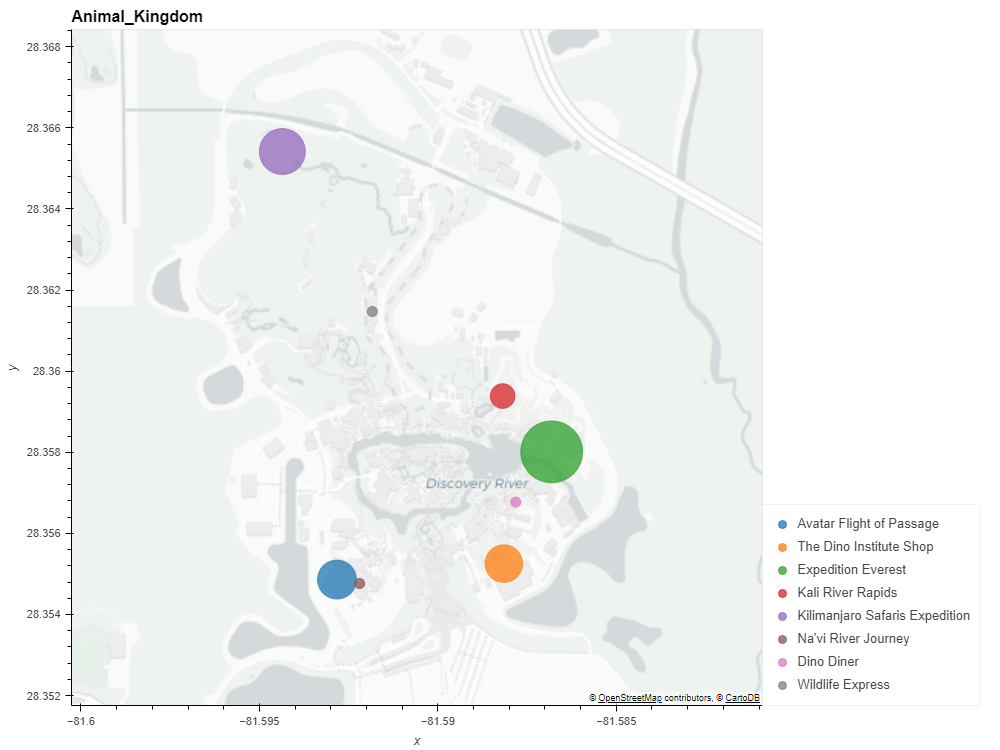 Animal_Kingdom
28.368
28.366
28.364
28.362
28.36
28.358
28.356
28.354
28.352
y
Discovery River
−81.6
−81.595
−81.59
−81.585
x
© OpenStreetMap contributors, © CartoDB
Avatar Flight of Passage
The Dino Institute Shop
Expedition Everest
Kali River Rapids
Kilimanjaro Safaris Expedition
Na'vi River Journey
Dino Diner
Wildlife Express